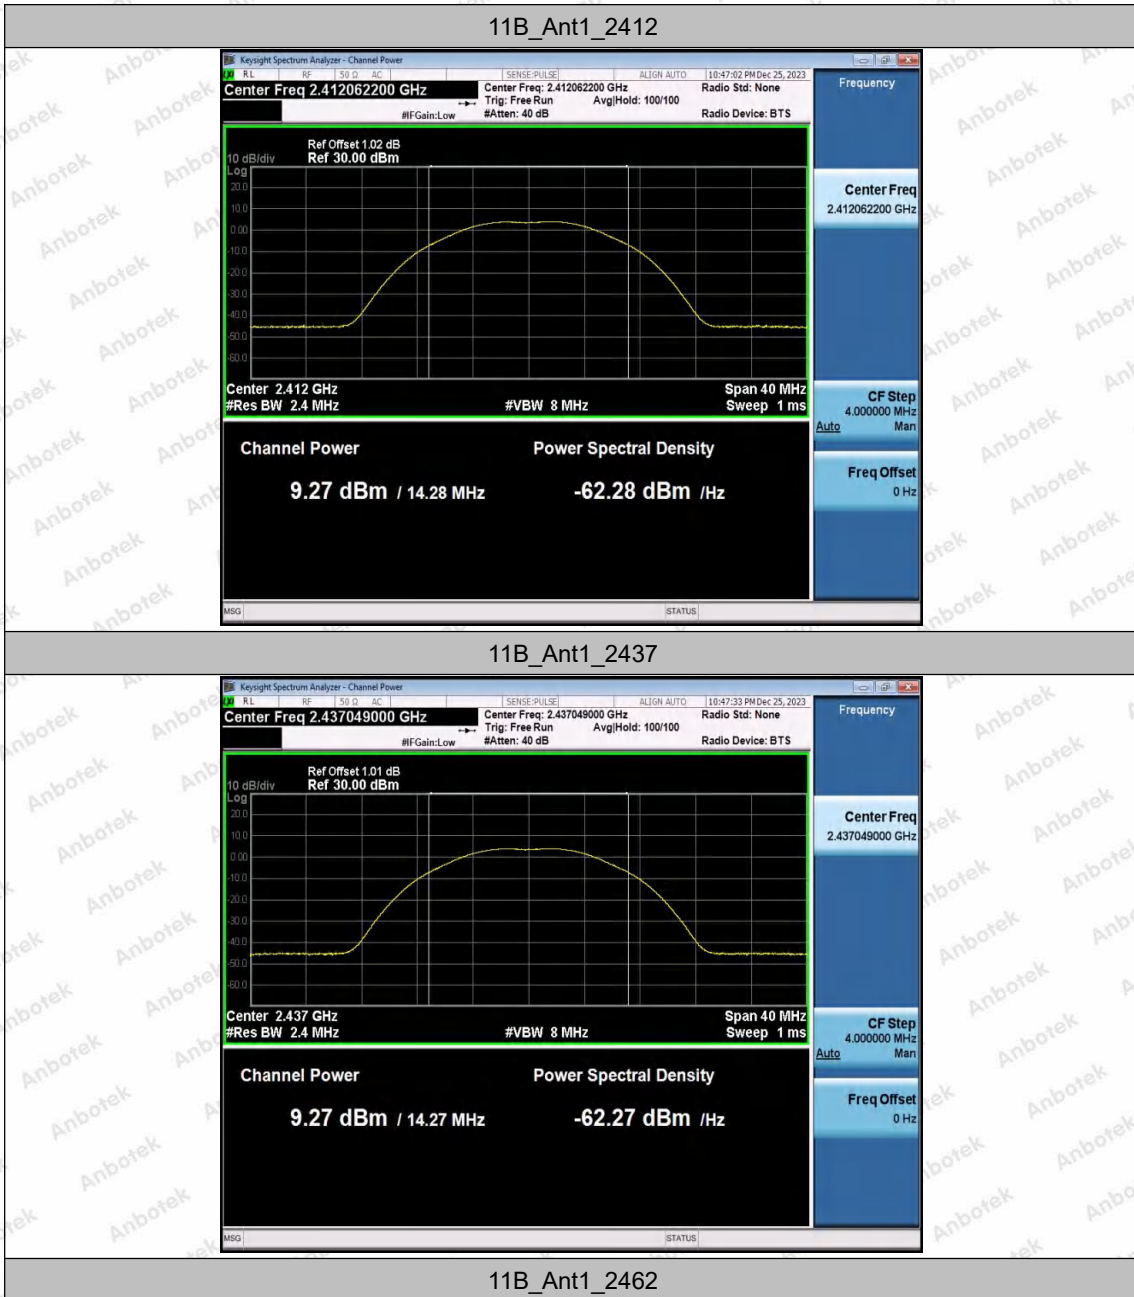 11B_Ant1_2412
Keysight Spectrum Analyzer - Channel Power
RL RF 50 Ω AC SENSE:PULSE ALIGN AUTO 10:47:02 PM Dec 25, 2023
Center Freq 2.412062200 GHz Center Freq: 2.412062200 GHz Radio Std: None Frequency
Trig: Free Run Avg|Hold: 100/100
#IFGain:Low #Atten: 40 dB Radio Device: BTS
Ref Offset 1.02 dB
10 dB/div Ref 30.00 dBm
Log
20.0
10.0
0.00
-10.0
-20.0
-30.0
-40.0
-50.0
-60.0
Center Freq
2.412062200 GHz
Center 2.412 GHz Span 40 MHz
#Res BW 2.4 MHz #VBW 8 MHz Sweep 1 ms
CF Step
4.000000 MHz
Auto Man
Channel Power Power Spectral Density
9.27 dBm / 14.28 MHz -62.28 dBm /Hz
Freq Offset
0 Hz
MSG STATUS
11B_Ant1_2437
Keysight Spectrum Analyzer - Channel Power
RL RF 50 Ω AC SENSE:PULSE ALIGN AUTO 10:47:33 PM Dec 25, 2023
Center Freq 2.437049000 GHz Center Freq: 2.437049000 GHz Radio Std: None Frequency
Trig: Free Run Avg|Hold: 100/100
#IFGain:Low #Atten: 40 dB Radio Device: BTS
Ref Offset 1.01 dB
10 dB/div Ref 30.00 dBm
Log
20.0
10.0
0.00
-10.0
-20.0
-30.0
-40.0
-50.0
-60.0
Center Freq
2.437049000 GHz
Center 2.437 GHz Span 40 MHz
#Res BW 2.4 MHz #VBW 8 MHz Sweep 1 ms
CF Step
4.000000 MHz
Auto Man
Channel Power Power Spectral Density
9.27 dBm / 14.27 MHz -62.27 dBm /Hz
Freq Offset
0 Hz
MSG STATUS
11B_Ant1_2462
Anbotek